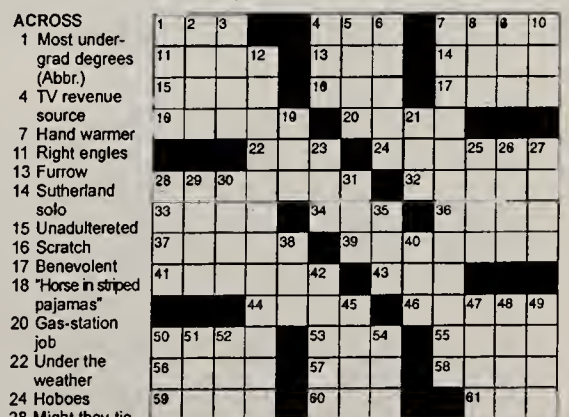 ACROSS
1 Most under-
grad degrees
(Abbr.)
4 TV revenue
source
7 Hand warmer
11 Right engles
13 Furrow
14 Sutherland
solo
15 Unadultereted
16 Scratch
17 Benevolent
18 "Horse in striped
pajamas"
20 Gas-station
job
22 Under the
weather
24 Hoboes
28 Might they tie
1 2 3 4 5 6 7 8 9 10
11 12 13 14
15 16 17
18 19 20 21
22 23 24 25 26 27
28 29 30 31 32
33 34 35 36
37 38 39 40
41 42 43
44 45 46 47 48 49
50 51 52 53 54 55
56 57 58
59 60 61